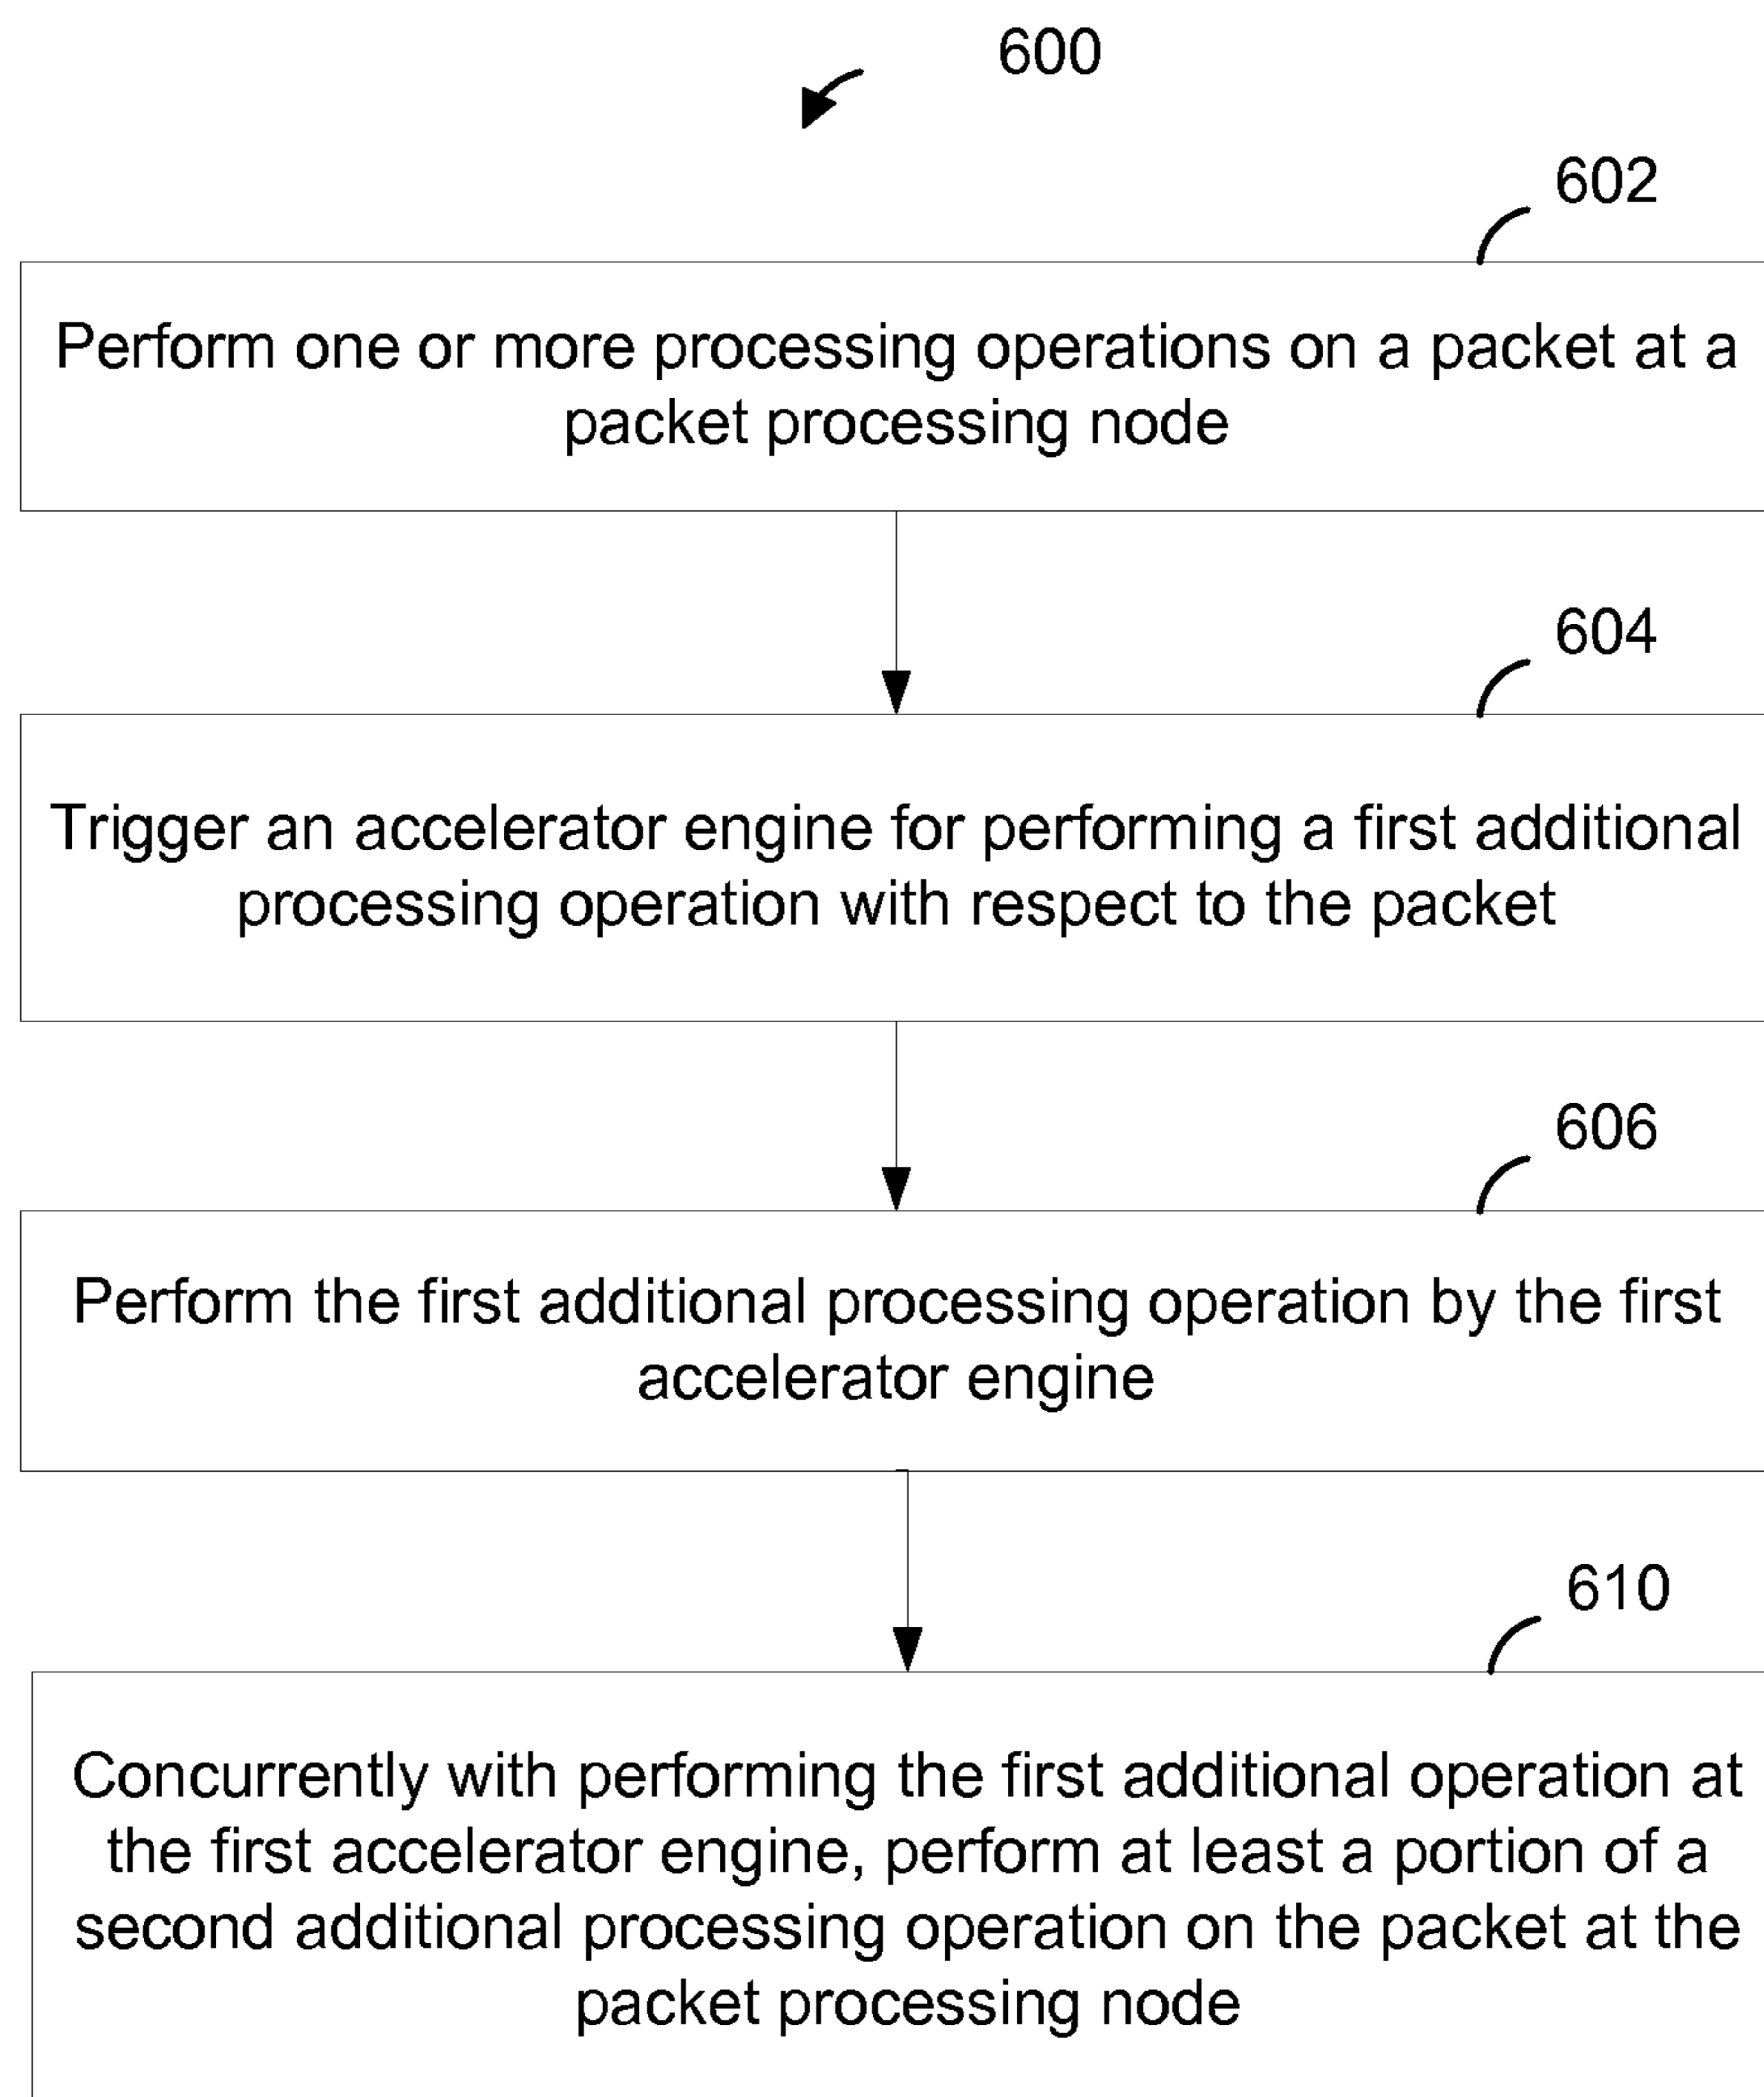 600
602
Perform one or more processing operations on a packet at a
packet processing node
604
Trigger an accelerator engine for performing a first additional
processing operation with respect to the packet
606
Perform the first additional processing operation by the first
accelerator engine
610
Concurrently with performing the first additional operation at
the first accelerator engine, perform at least a portion of a
second additional processing operation on the packet at the
packet processing node